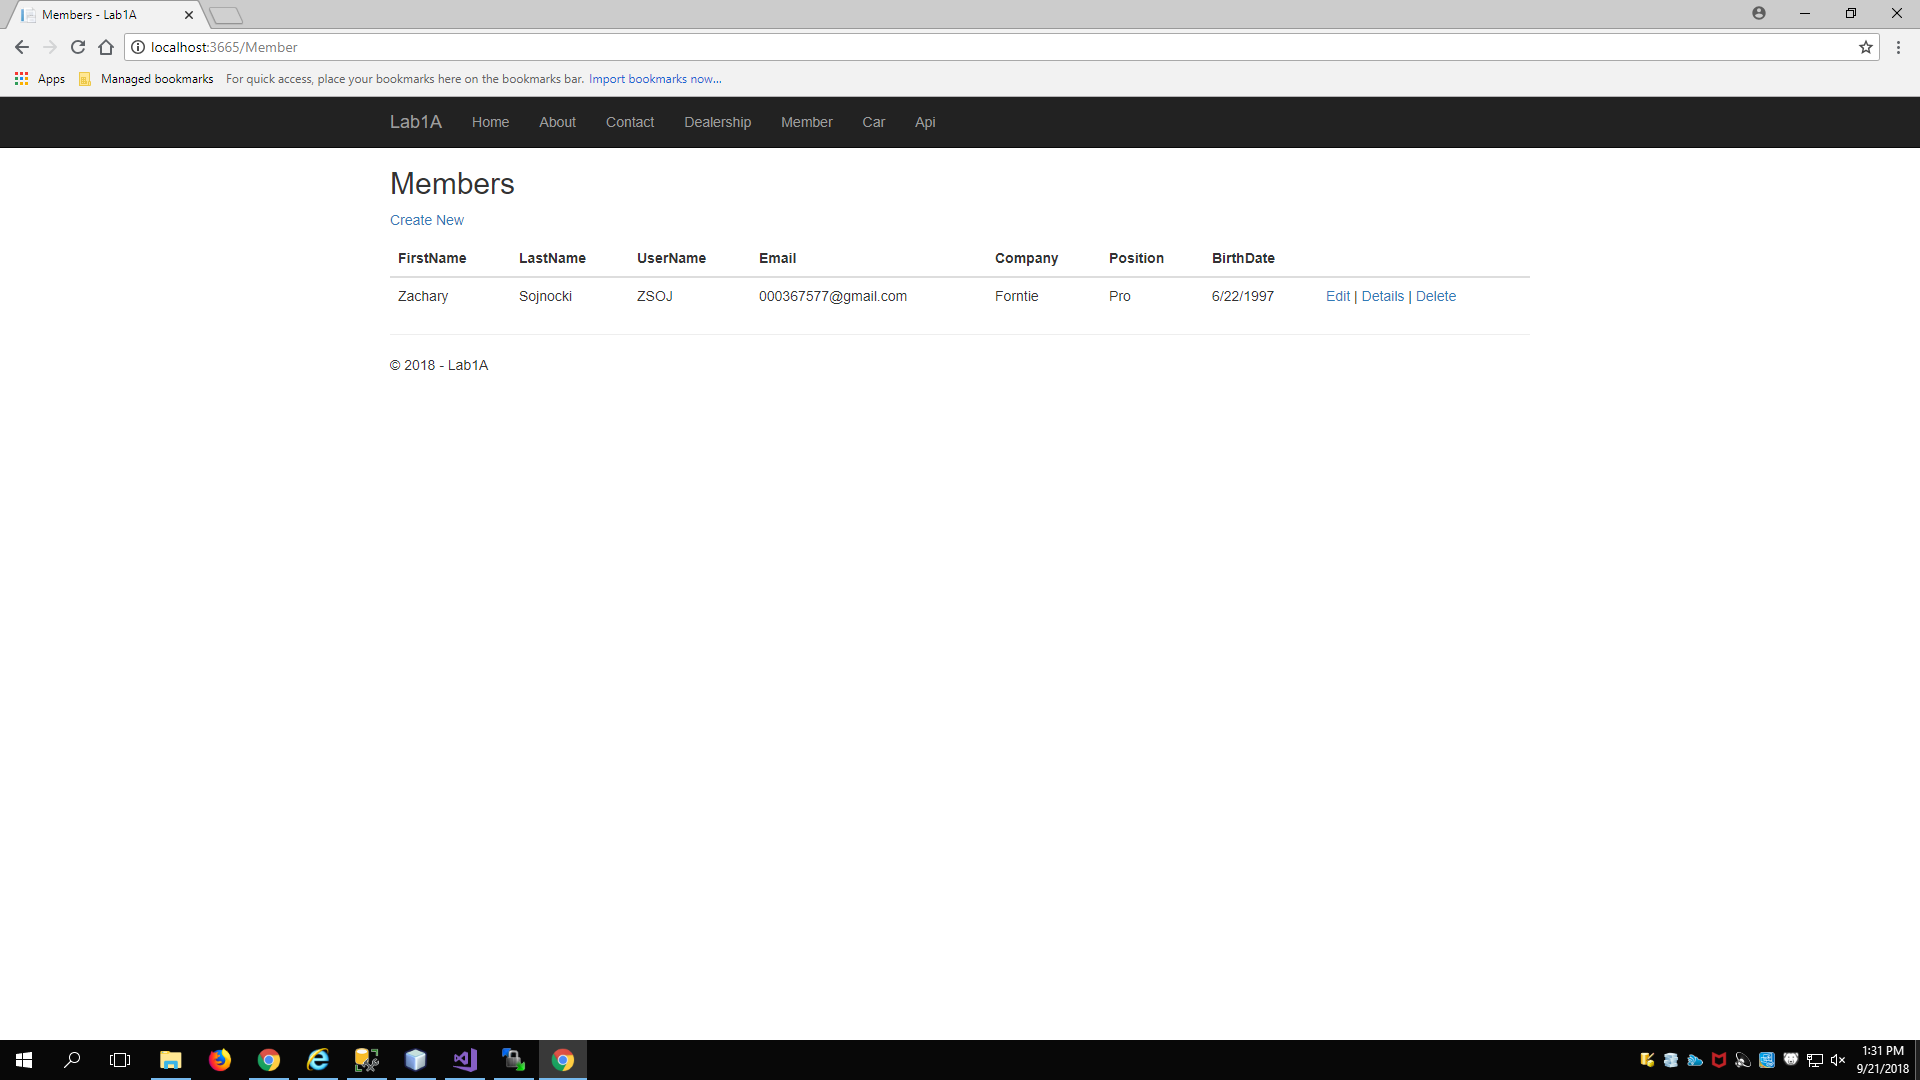 Members - Lab1A
localhost:3665/Member
Apps Managed bookmarks For quick access, place your bookmarks here on the bookmarks bar. Import bookmarks now...
Lab1A Home About Contact Dealership Member Car Api
Members
Create New
FirstName LastName UserName Email Company Position BirthDate
Zachary Sojnocki ZSOJ 000367577@gmail.com Forntie Pro 6/22/1997 Edit | Details | Delete
© 2018 - Lab1A
1:31 PM
9/21/2018